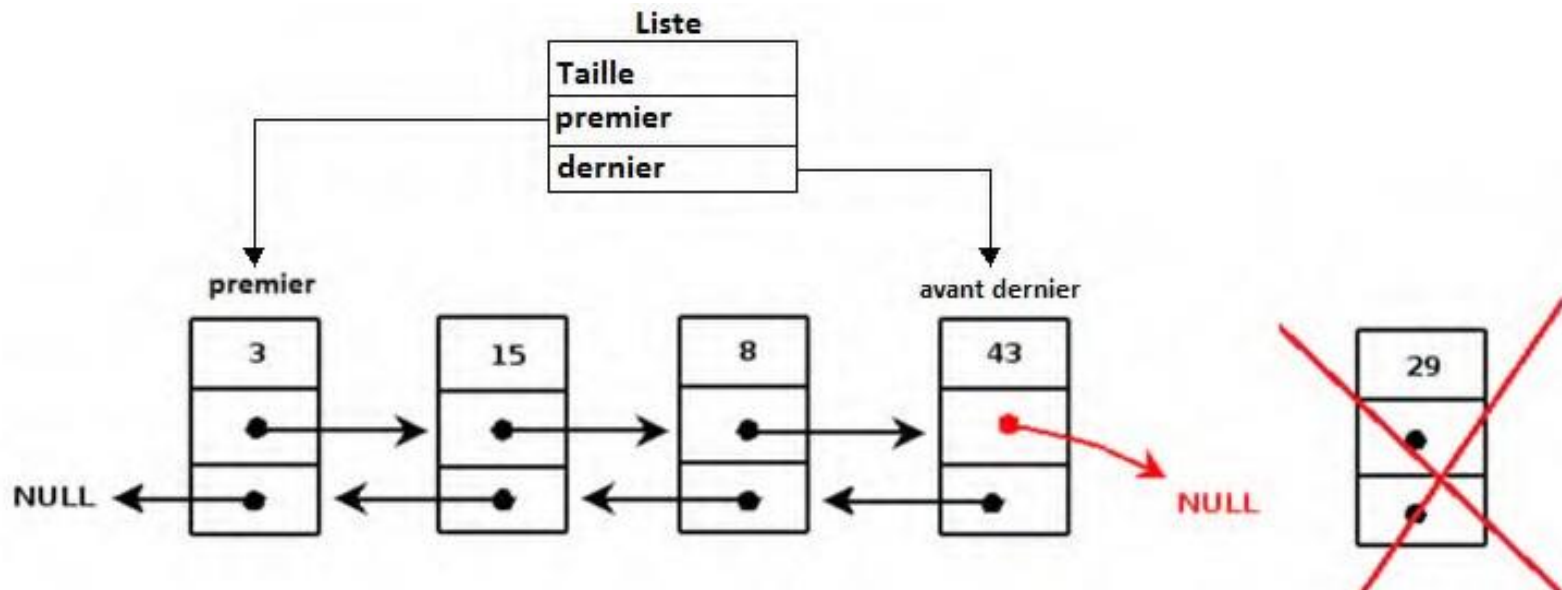 Liste
Taille
premier
dernier
premier
avant dernier
3
15
8
43
29
NULL
NULL